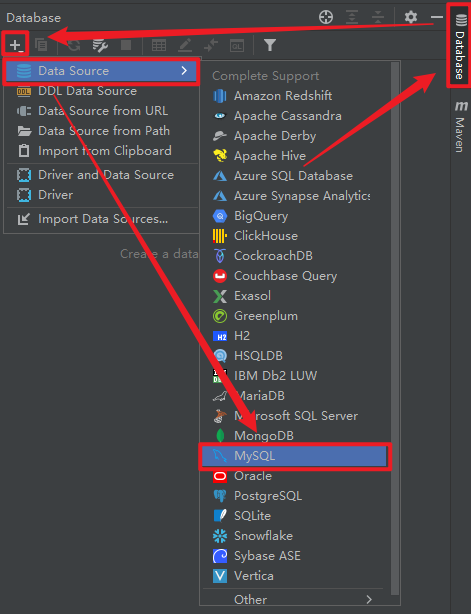 Database
Data Source
DDL Data Source
Data Source from URL
Data Source from Path
Import from Clipboard
Driver and Data Source
Driver
Import Data Sources...
Create a data
Complete Support
Amazon Redshift
Apache Cassandra
Apache Derby
Apache Hive
Azure SQL Database
Azure Synapse Analytics
BigQuery
ClickHouse
CockroachDB
Couchbase Query
Exasol
Greenplum
H2
HSQLDB
IBM Db2 LUW
MariaDB
Microsoft SQL Server
MongoDB
MySQL
Oracle
PostgreSQL
SQLite
Snowflake
Sybase ASE
Vertica
Other
Database
Maven